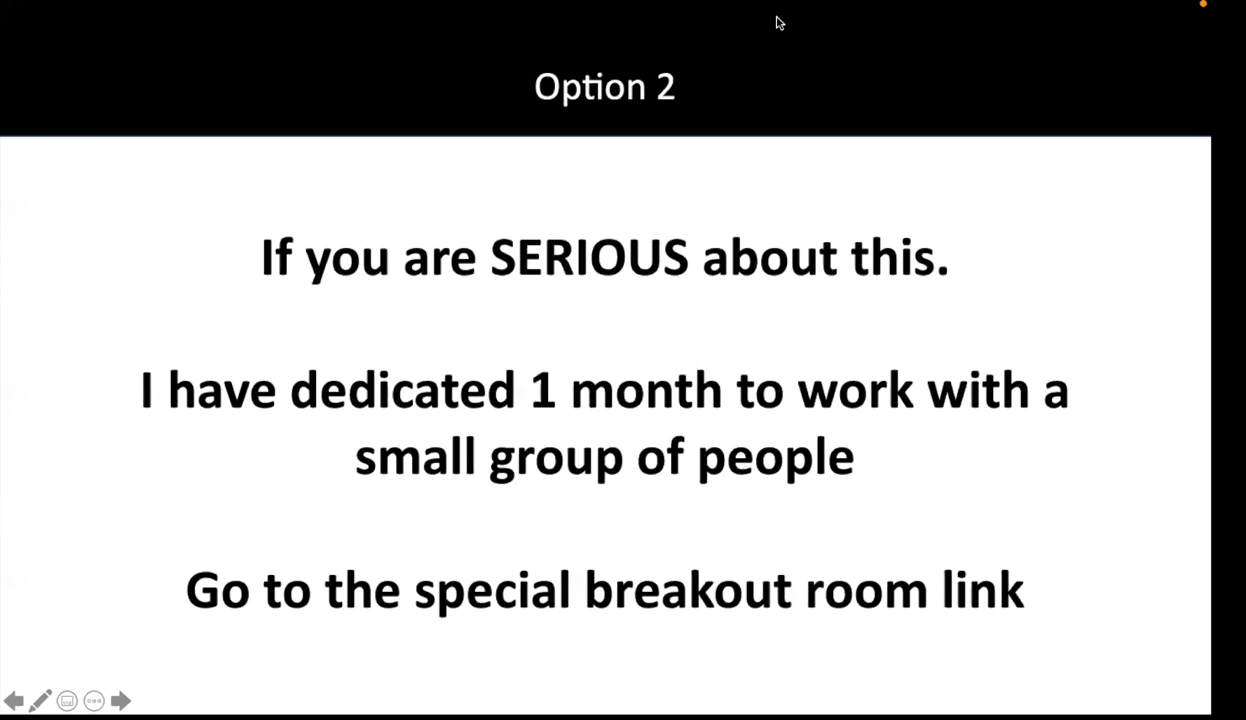 Option 2
If you are SERIOUS about this.
I have dedicated 1 month to work with a
small group of people
Go to the special breakout room link